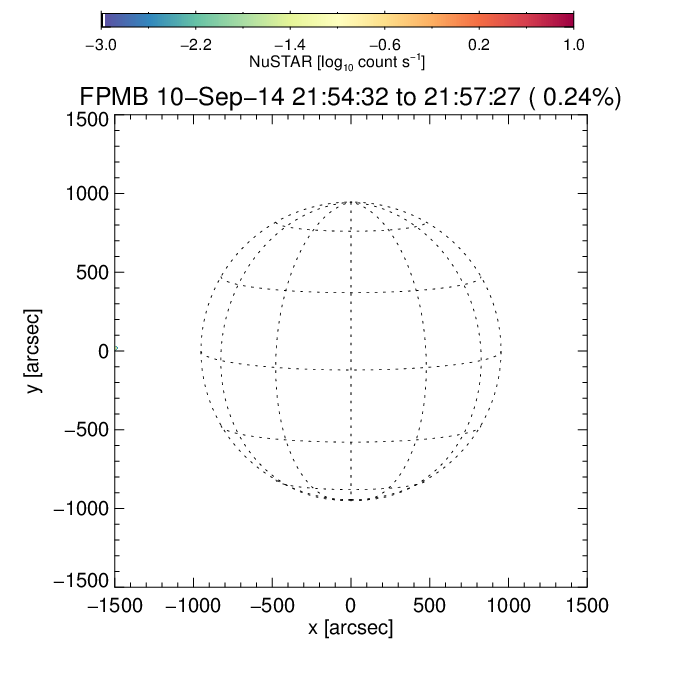 −3.0 −2.2 −1.4 −0.6 0.2 1.0
NuSTAR [log₁₀ count s⁻¹]
FPMB 10−Sep−14 21:54:32 to 21:57:27 ( 0.24%)
1500
1000
500
0
−500
−1000
−1500
y [arcsec]
−1500 −1000 −500 0 500 1000 1500
x [arcsec]